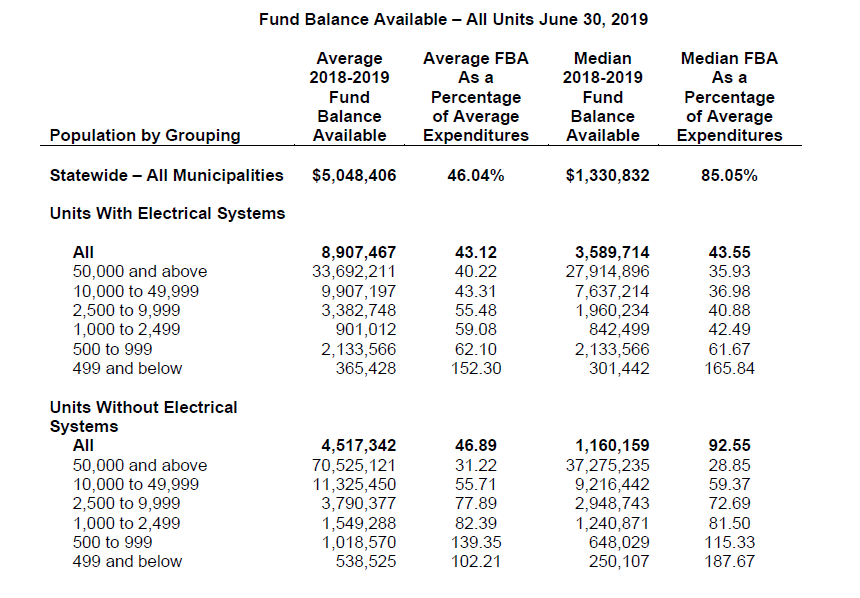 Fund Balance Available – All Units June 30, 2019
Average Average FBA Median Median FBA
2018-2019 As a 2018-2019 As a
Fund Percentage Fund Percentage
Balance of Average Balance of Average
Population by Grouping Available Expenditures Available Expenditures
Statewide – All Municipalities $5,048,406 46.04% $1,330,832 85.05%
Units With Electrical Systems
All 8,907,467 43.12 3,589,714 43.55
50,000 and above 33,692,211 40.22 27,914,896 35.93
10,000 to 49,999 9,907,197 43.31 7,637,214 36.98
2,500 to 9,999 3,382,748 55.48 1,960,234 40.88
1,000 to 2,499 901,012 59.08 842,499 42.49
500 to 999 2,133,566 62.10 2,133,566 61.67
499 and below 365,428 152.30 301,442 165.84
Units Without Electrical
Systems
All 4,517,342 46.89 1,160,159 92.55
50,000 and above 70,525,121 31.22 37,275,235 28.85
10,000 to 49,999 11,325,450 55.71 9,216,442 59.37
2,500 to 9,999 3,790,377 77.89 2,948,743 72.69
1,000 to 2,499 1,549,288 82.39 1,240,871 81.50
500 to 999 1,018,570 139.35 648,029 115.33
499 and below 538,525 102.21 250,107 187.67